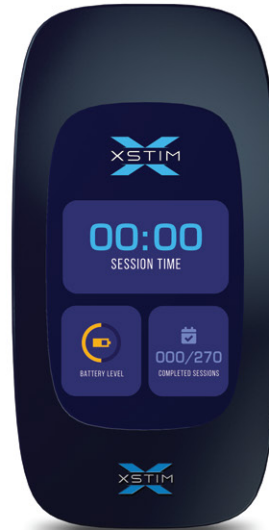 XSTIM
00:00
SESSION TIME
BATTERY LEVEL
000/270
COMPLETED SESSIONS
XSTIM